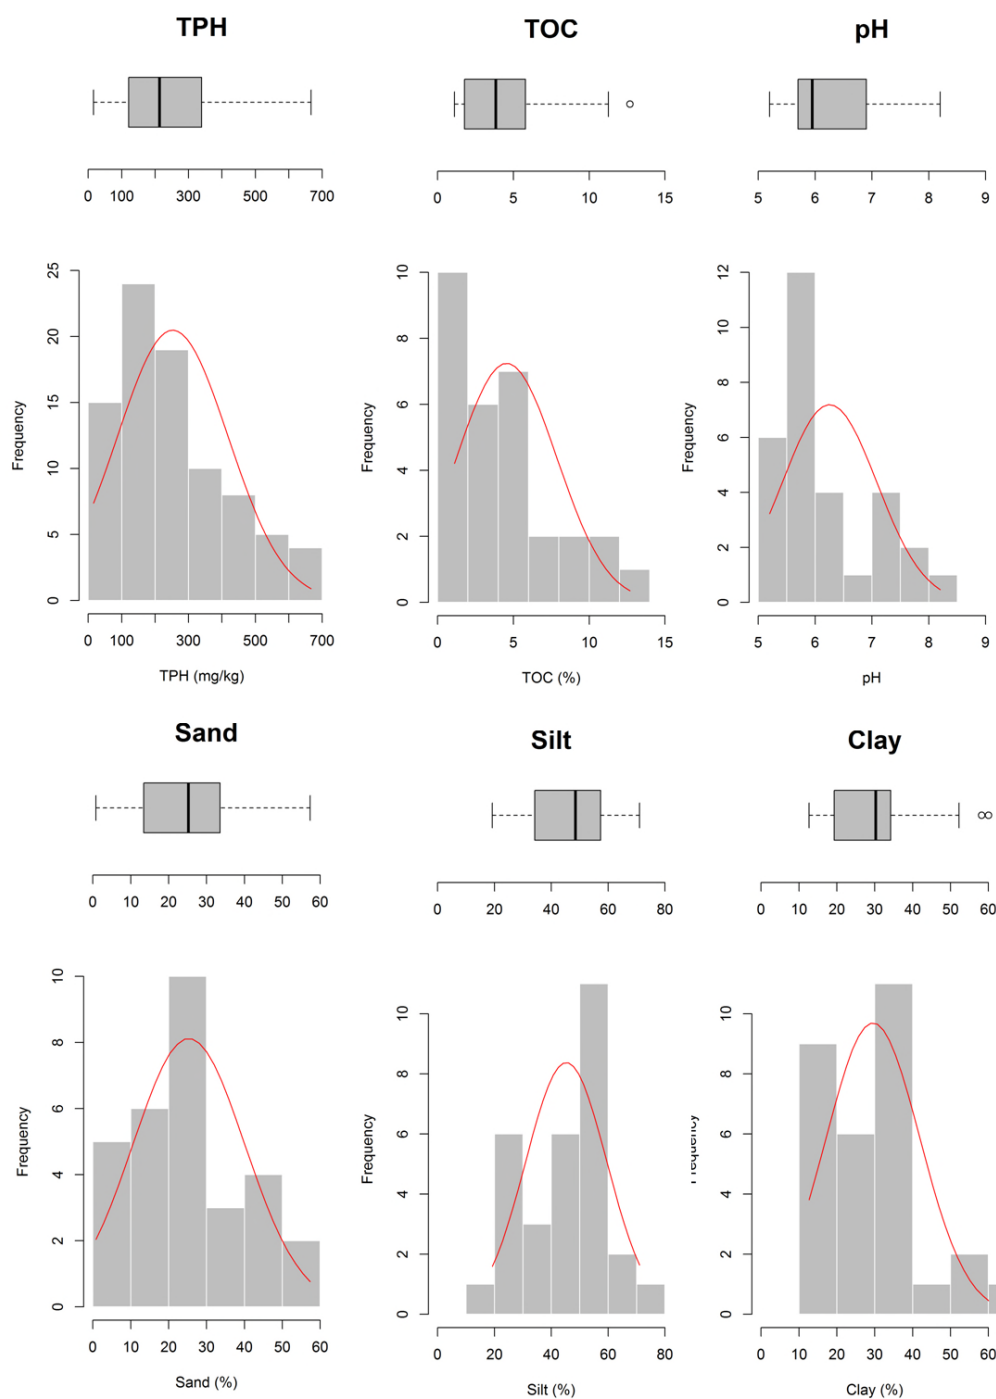 TPH TOC pH
0 100 300 500 700 0 5 10 15 5 6 7 8 9
Frequency 0 5 10 15 20 25
0 100 300 500 700
TPH (mg/kg)
Frequency 0 2 4 6 8 10
0 5 10 15
TOC (%)
Frequency 0 2 4 6 8 10 12
5 6 7 8 9
pH
Sand Silt Clay
0 10 20 30 40 50 60 0 20 40 60 80 0 10 20 30 40 50 60
Frequency 0 2 4 6 8 10
0 10 20 30 40 50 60
Sand (%)
Frequency 0 2 4 6 8 10
0 20 40 60 80
Silt (%)
0 2 4 6 8 10
0 10 20 30 40 50 60
Clay (%)